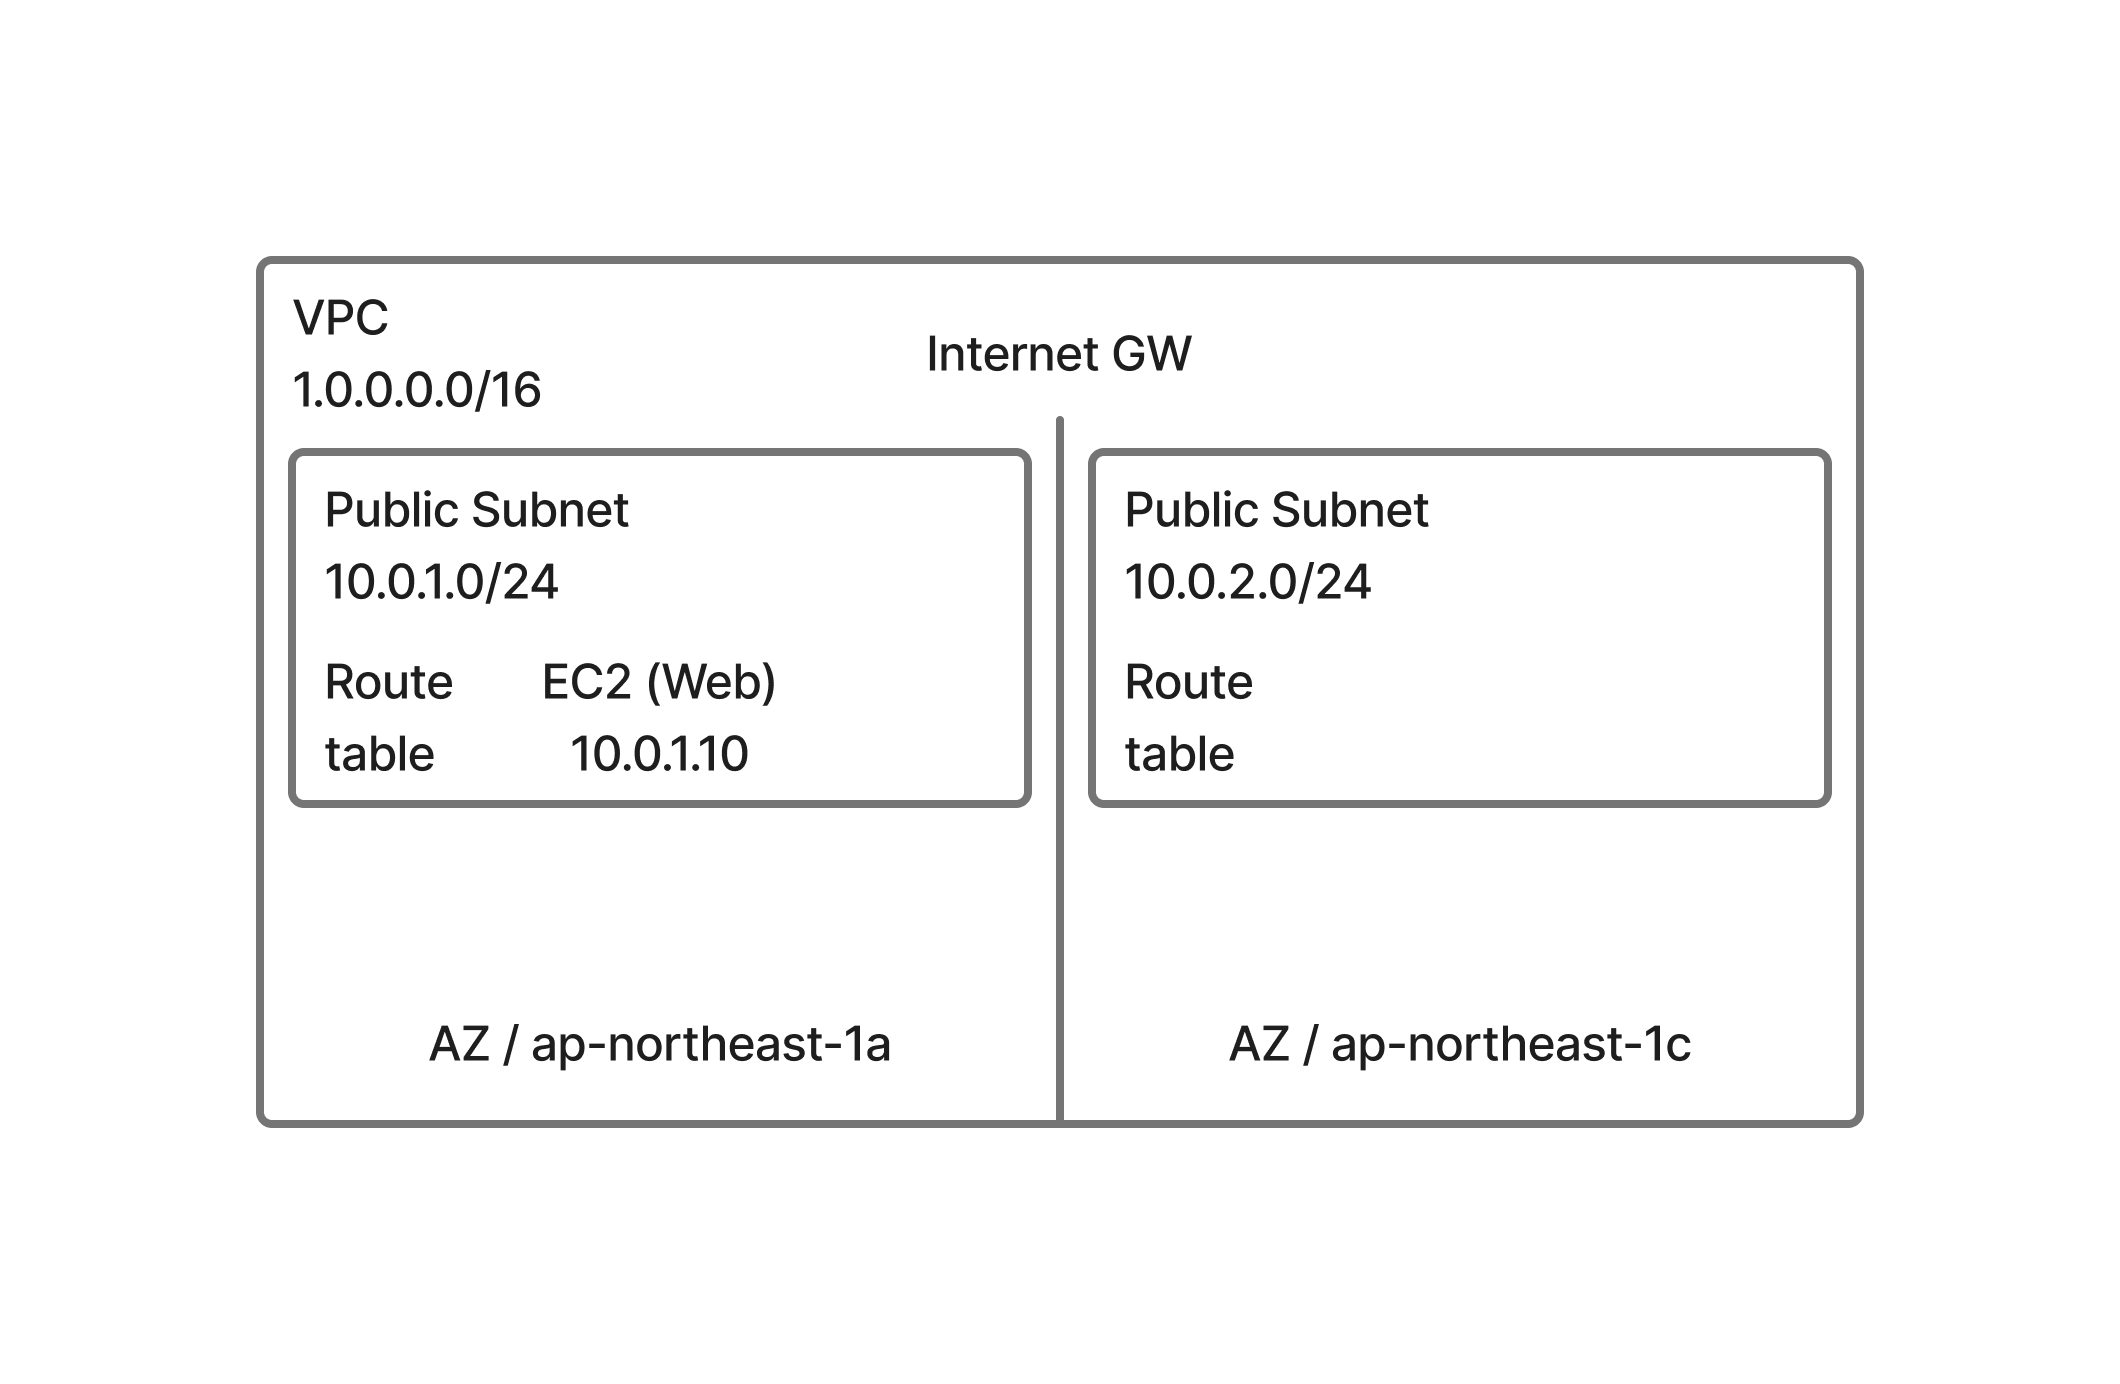 VPC
1.0.0.0.0/16
Internet GW
Public Subnet
10.0.1.0/24
Route
table
EC2 (Web)
10.0.1.10
Public Subnet
10.0.2.0/24
Route
table
AZ / ap-northeast-1a
AZ / ap-northeast-1c